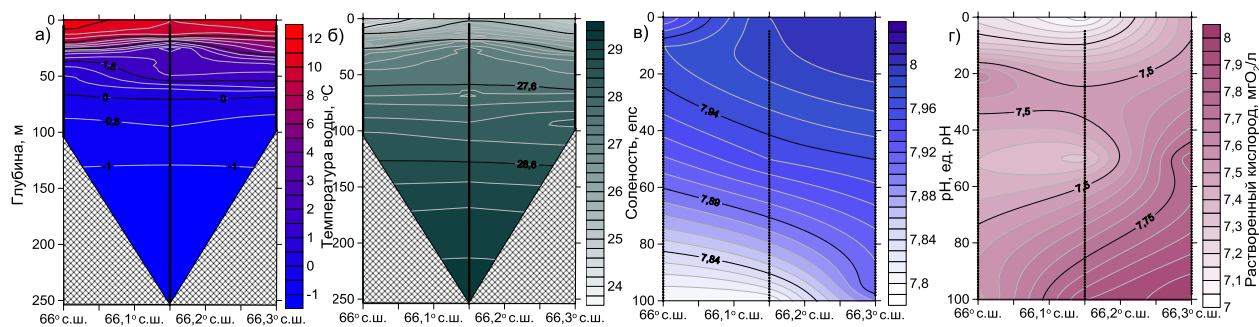 а)
Глубина, м
0
50
100
150
200
250
66° с.ш.
66,1° с.ш.
66,2° с.ш.
66,3° с.ш.
1,5
0
0
-0,5
-1
-1
12
10
8
6
4
3
2
1
0
-1
Температура воды, °С
б)
0
50
100
150
200
250
66° с.ш.
66,1° с.ш.
66,2° с.ш.
66,3° с.ш.
27,6
28,6
29
28
27
26
25
24
Соленость, епс
в)
0
20
40
60
80
100
66° с.ш.
66,1° с.ш.
66,2° с.ш.
66,3° с.ш.
7,94
7,89
7,84
8
7,96
7,92
7,88
7,84
7,8
pH, ед. pH
г)
0
20
40
60
80
100
66° с.ш.
66,1° с.ш.
66,2° с.ш.
66,3° с.ш.
7,5
7,5
7,5
7,75
8
7,9
7,8
7,7
7,6
7,5
7,4
7,3
7,2
7,1
7
Растворенный кислород, мгО₂/л